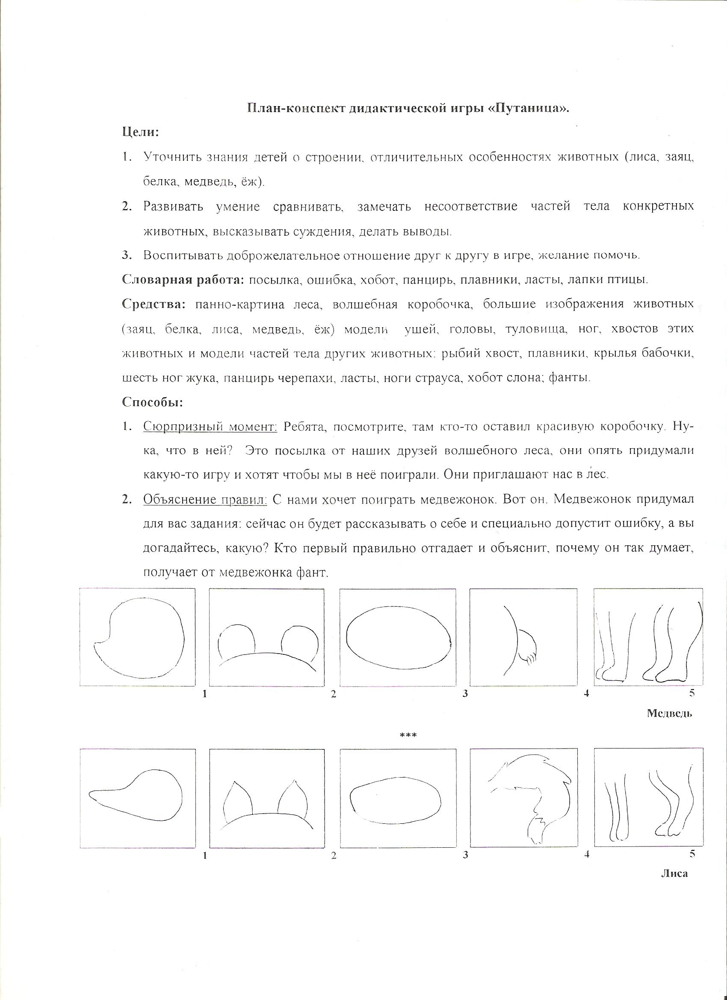 План-конспект дидактической игры «Путаница».
Цели:
1. Уточнить знания детей о строении, отличительных особенностях животных (лиса, заяц,
белка, медведь, ёж).
2. Развивать умение сравнивать, замечать несоответствие частей тела конкретных
животных, высказывать суждения, делать выводы.
3. Воспитывать доброжелательное отношение друг к другу в игре, желание помочь.
Словарная работа: посылка, ошибка, хобот, панцирь, плавники, ласты, лапки птицы.
Средства: панно-картина леса, волшебная коробочка, большие изображения животных
(заяц, белка, лиса, медведь, ёж) модели ушей, головы, туловища, ног, хвостов этих
животных и модели частей тела других животных: рыбий хвост, плавники, крылья бабочки,
шесть ног жука, панцирь черепахи, ласты, ноги страуса, хобот слона; фанты.
Способы:
1. Сюрпризный момент: Ребята, посмотрите, там кто-то оставил красивую коробочку. Ну-
ка, что в ней? Это посылка от наших друзей волшебного леса, они опять придумали
какую-то игру и хотят чтобы мы в неё поиграли. Они приглашают нас в лес.
2. Объяснение правил: С нами хочет поиграть медвежонок. Вот он. Медвежонок придумал
для вас задания: сейчас он будет рассказывать о себе и специально допустит ошибку, а вы
догадайтесь, какую? Кто первый правильно отгадает и объяснит, почему он так думает,
получает от медвежонка фант.
1 2 3 4 5
Медведь
***
1 2 3 4 5
Лиса